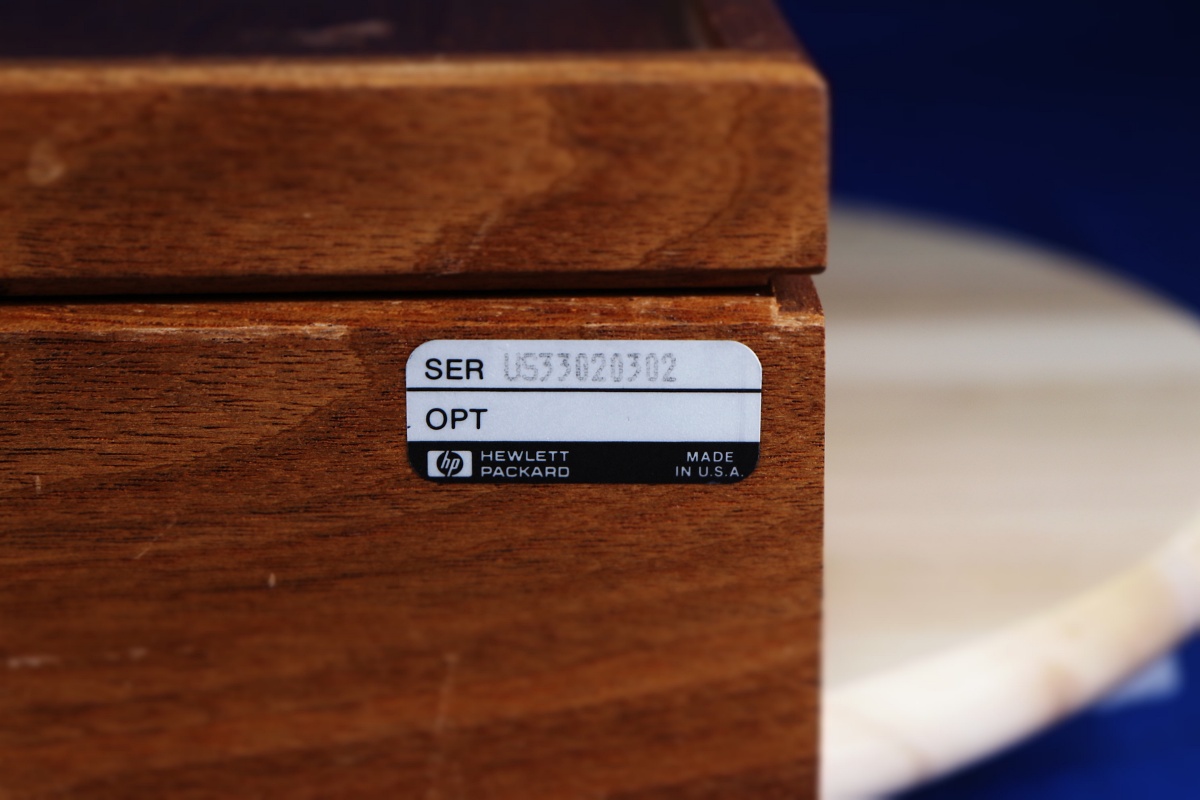 SER US33020302
OPT
hp HEWLETT PACKARD
MADE IN U.S.A.